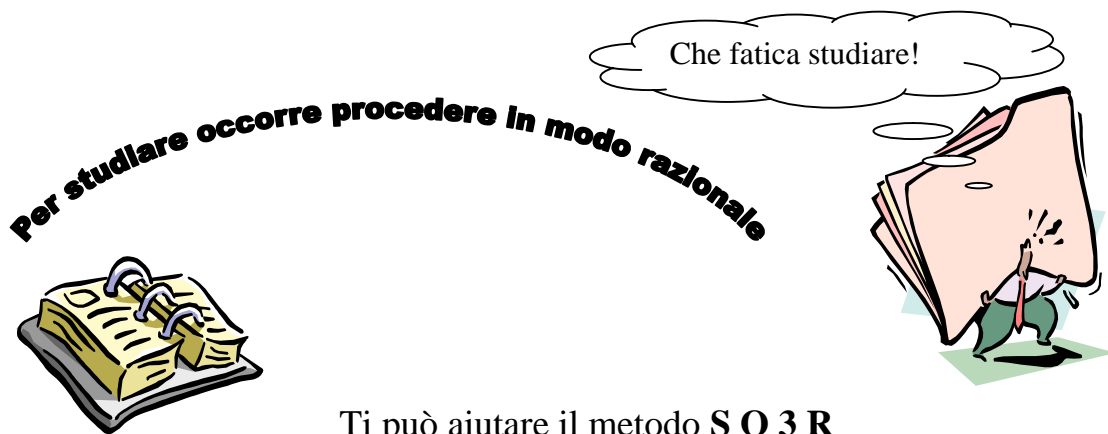 Che fatica studiare!
Per studiare occorre procedere in modo razionale
Ti può aiutare il metodo S Q 3 R